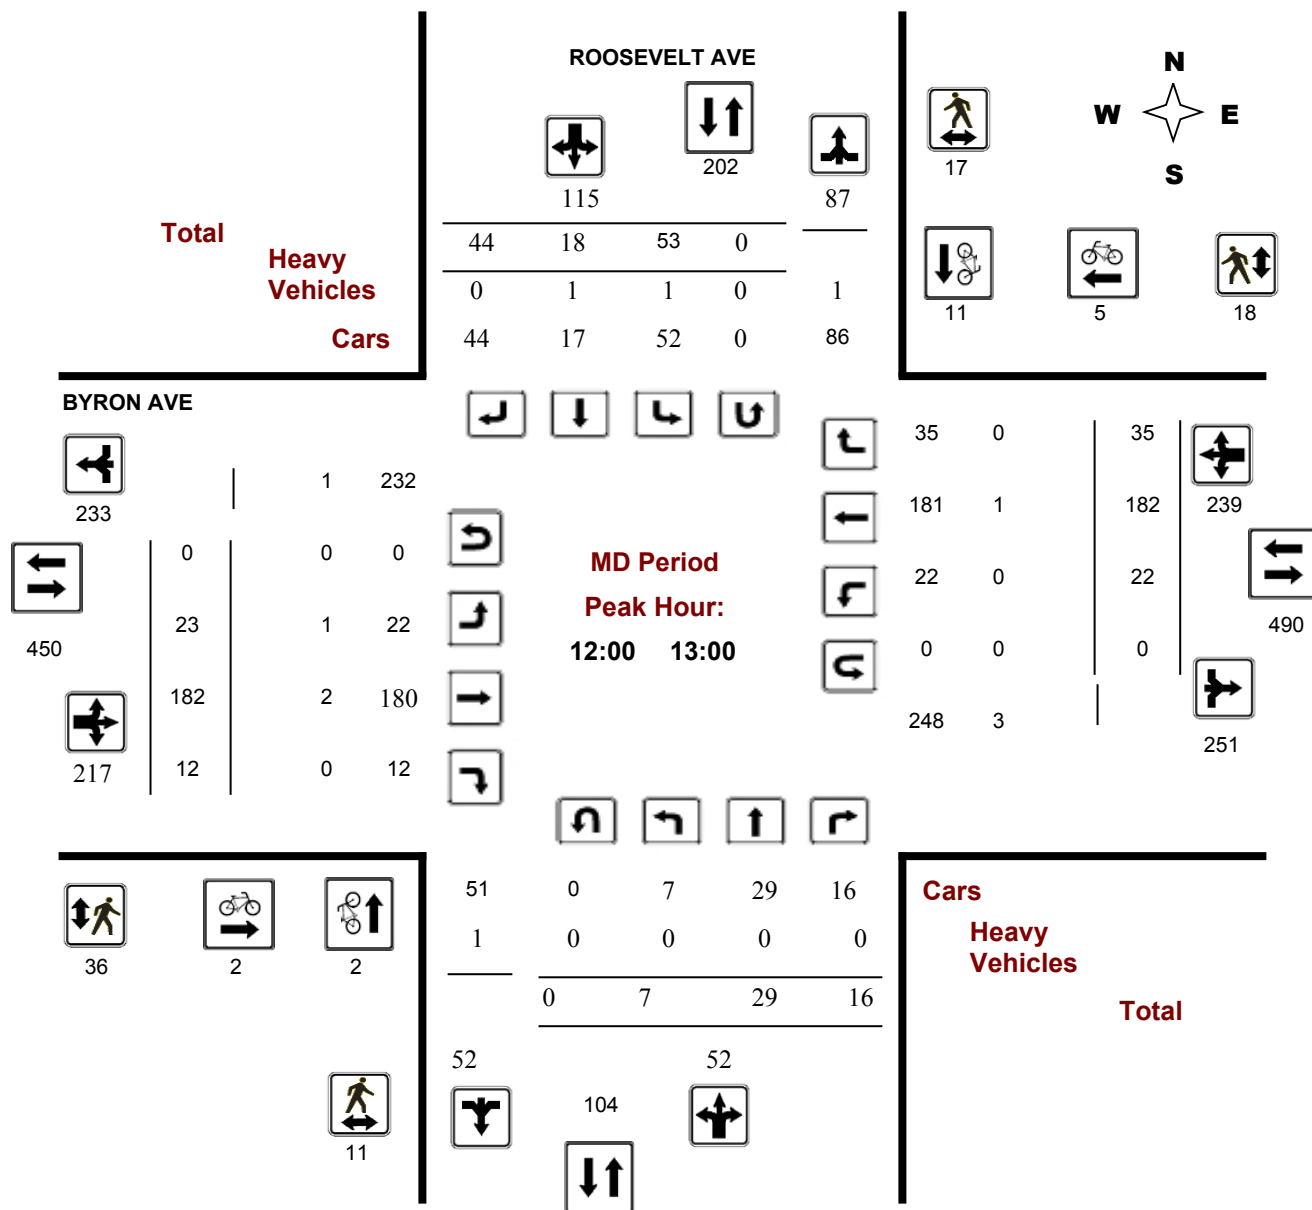 ROOSEVELT AVE
N
W E
S
202
17
115 87
Total 44 18 53 0
Heavy
Vehicles 0 1 1 0 1
11 5 18
Cars 44 17 52 0 86
BYRON AVE
35 0 35
1 232
233
181 1 182 239
0 0 0
MD Period
22 0 22
Peak Hour:
23 1 22
490
450
12:00 13:00
0 0 0
182 2 180
248 3
251
217 12 0 12
51 0 7 29 16 Cars
1 0 0 0 0 Heavy
Vehicles
36 2 2
0 7 29 16
Total
52 52
104
11